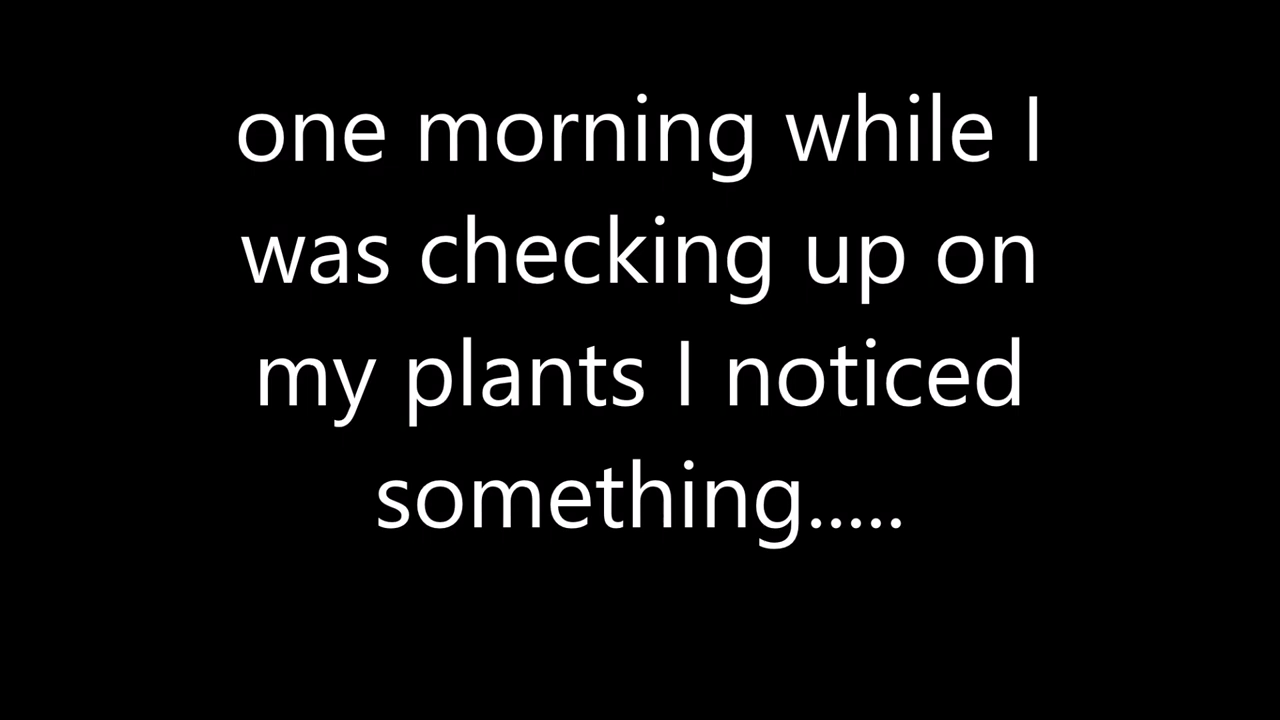 one morning while I
was checking up on
my plants I noticed
something.....